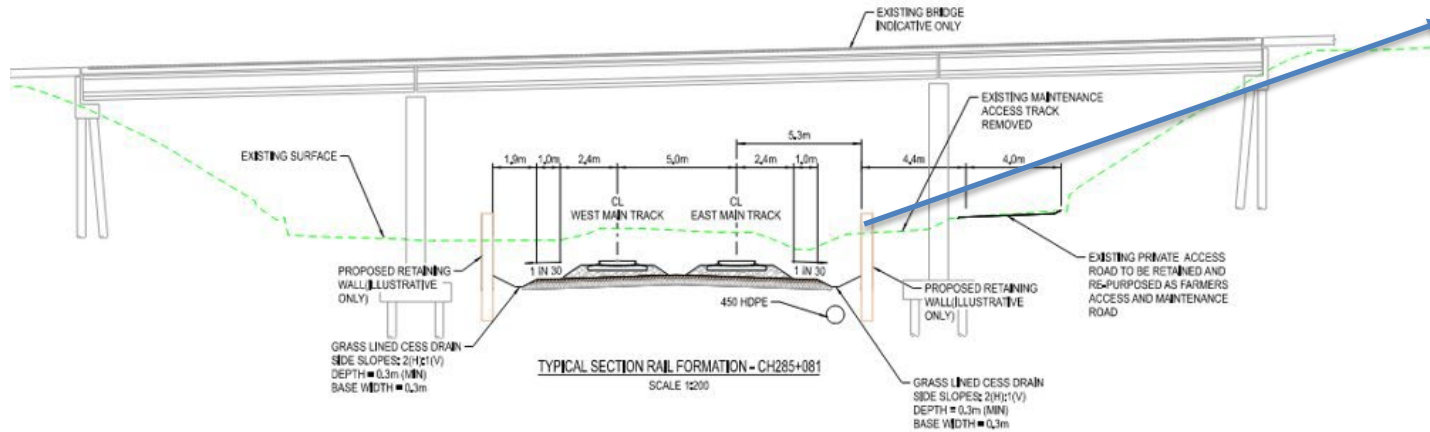 EXISTING BRIDGE
INDICATIVE ONLY
EXISTING MAINTENANCE
ACCESS TRACK
REMOVED
5.3m
EXISTING SURFACE
1.9m
1.0m
2.4m
5.0m
2.4m
1.0m
4.4m
4.0m
CL
WEST MAIN TRACK
CL
EAST MAIN TRACK
PROPOSED RETAINING
WALL(ILLUSTRATIVE
ONLY)
1 IN 30
1 IN 30
EXISTING PRIVATE ACCESS
ROAD TO BE RETAINED AND
RE-PURPOSED AS FARMERS
ACCESS AND MAINTENANCE
ROAD
PROPOSED RETAINING
WALL(ILLUSTRATIVE
ONLY)
450 HDPE
GRASS LINED CESS DRAIN
SIDE SLOPES: 2(H):1(V)
DEPTH = 0.3m (MIN)
BASE WIDTH = 0.3m
TYPICAL SECTION RAIL FORMATION - CH285+081
SCALE 1:200
GRASS LINED CESS DRAIN
SIDE SLOPES: 2(H):1(V)
DEPTH = 0.3m (MIN)
BASE WIDTH = 0.3m